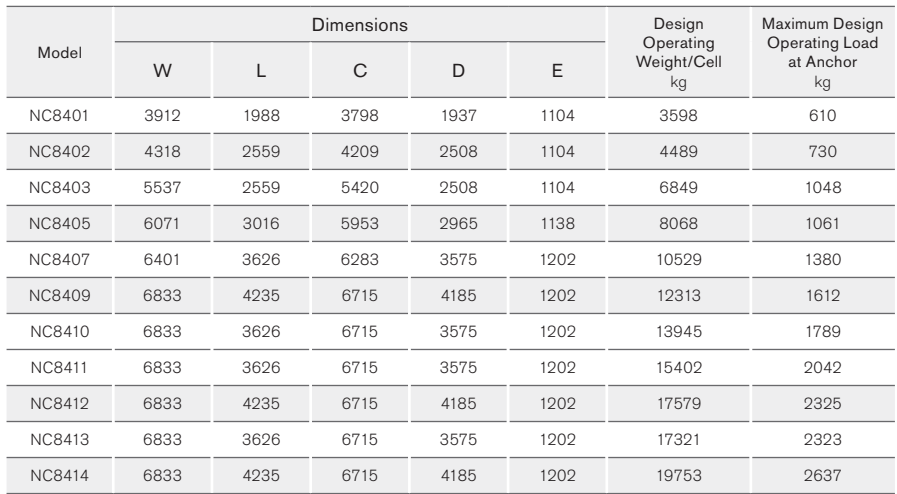 Model Dimensions Design Operating Weight/Cell kg Maximum Design Operating Load at Anchor kg
W L C D E
NC8401 3912 1988 3798 1937 1104 3598 610
NC8402 4318 2559 4209 2508 1104 4489 730
NC8403 5537 2559 5420 2508 1104 6849 1048
NC8405 6071 3016 5953 2965 1138 8068 1061
NC8407 6401 3626 6283 3575 1202 10529 1380
NC8409 6833 4235 6715 4185 1202 12313 1612
NC8410 6833 3626 6715 3575 1202 13945 1789
NC8411 6833 3626 6715 3575 1202 15402 2042
NC8412 6833 4235 6715 4185 1202 17579 2325
NC8413 6833 3626 6715 3575 1202 17321 2323
NC8414 6833 4235 6715 4185 1202 19753 2637